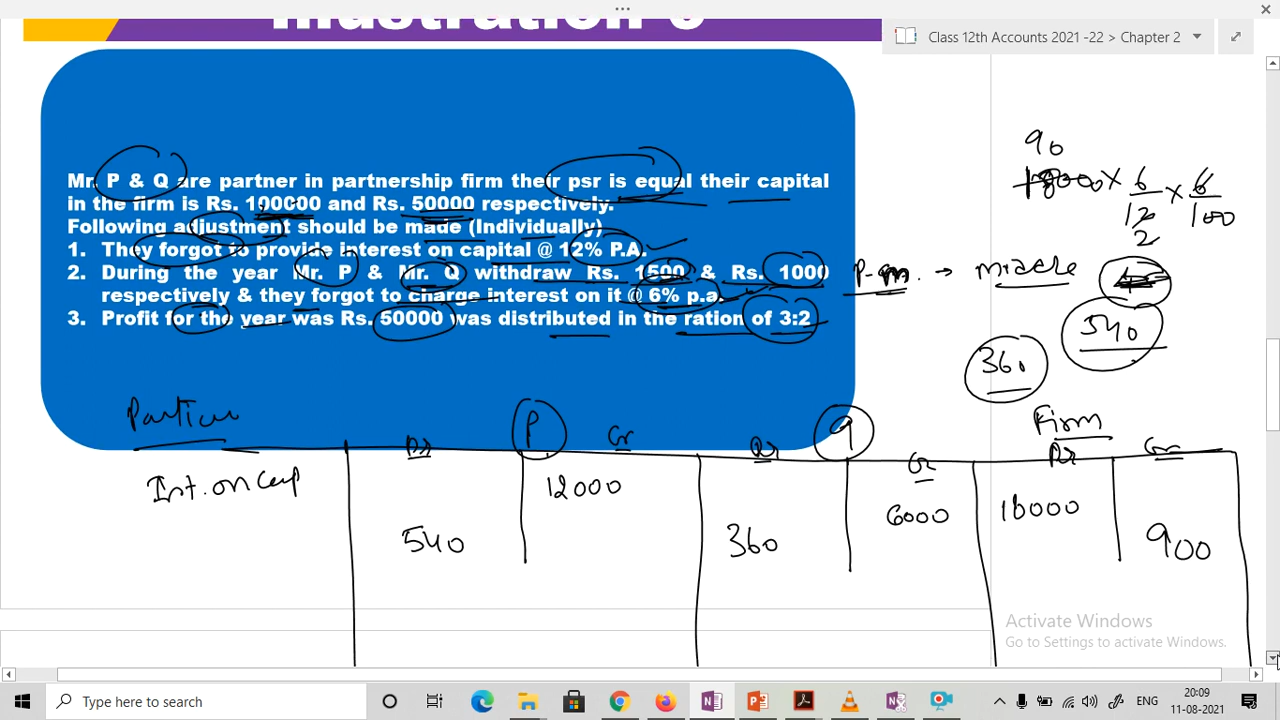 Class 12th Accounts 2021 -22 > Chapter 2
Mr. P & Q are partner in partnership firm their psr is equal their capital
in the firm is Rs. 100000 and Rs. 50000 respectively.
Following adjustment should be made (Individually)
1. They forgot to provide interest on capital @ 12% P.A.
2. During the year Mr. P & Mr. Q withdraw Rs. 1500 & Rs. 1000
respectively & they forgot to charge interest on it @ 6% p.a.
3. Profit for the year was Rs. 50000 was distributed in the ration of 3:2
90
18000 × 6/12 × 6/100
2
P.m. → Middle
540
360
Particu P Q Firm
Dr Cr Dr Cr Dr Cr
Int. on Cap 12000 6000 18000
540 360 900
Activate Windows
Go to Settings to activate Windows.
Type here to search
20:09
11-08-2021